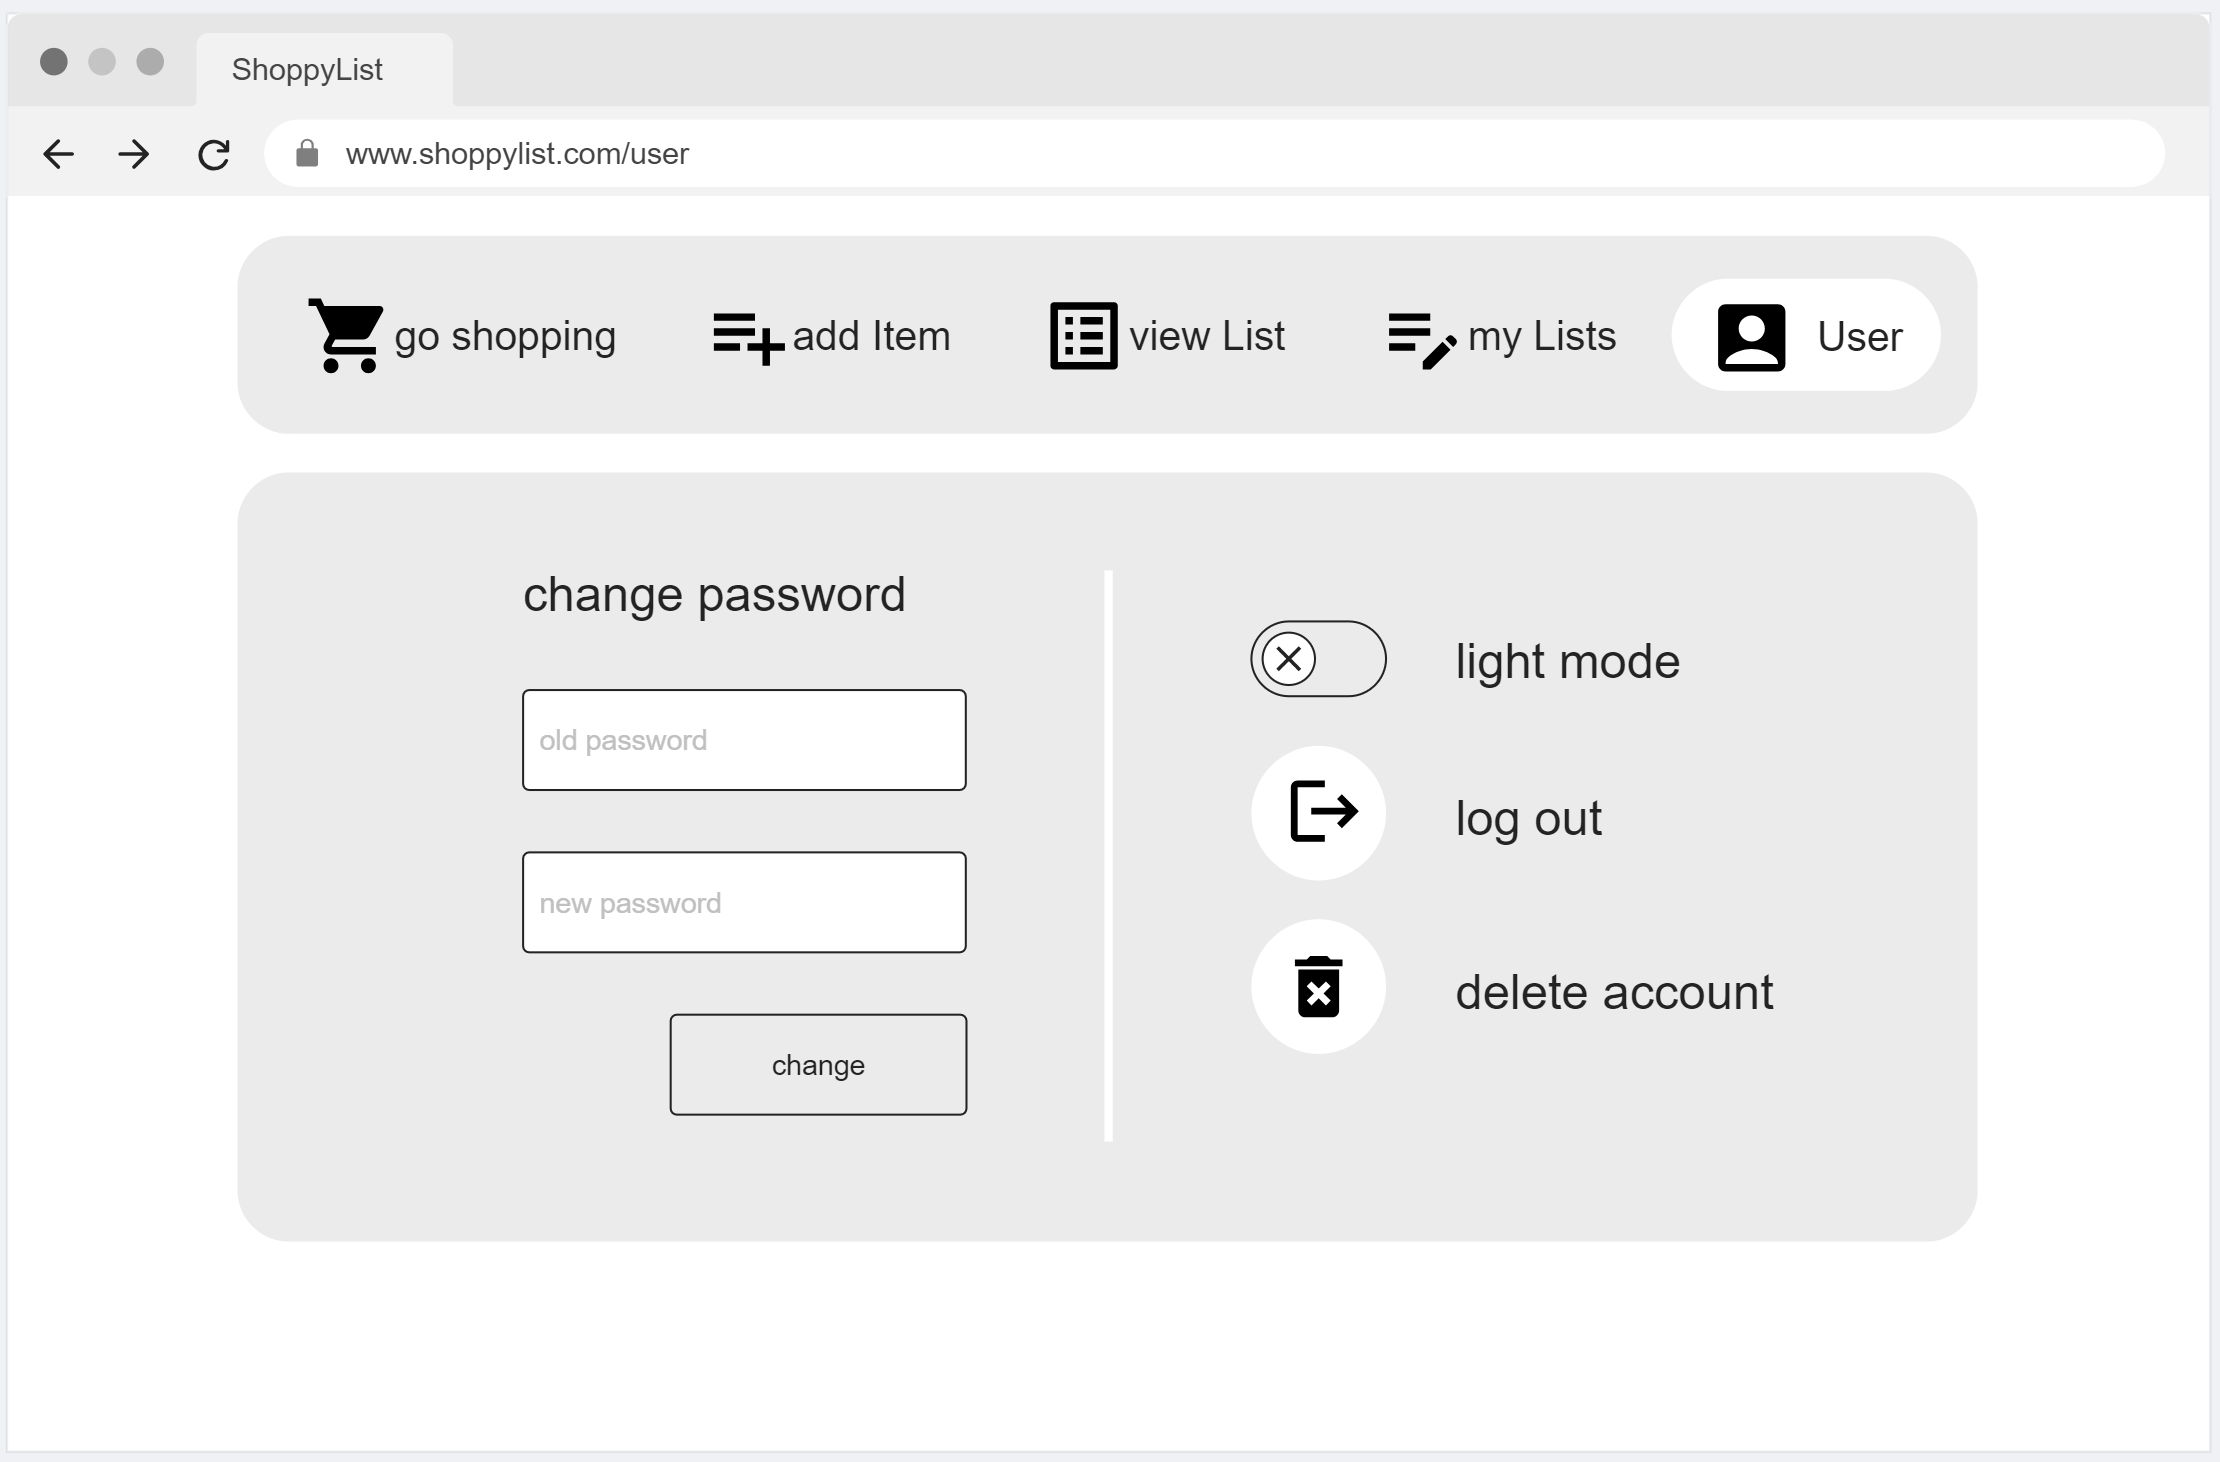 ShoppyList
www.shoppylist.com/user
go shopping
add Item
view List
my Lists
User
change password
old password
new password
change
light mode
log out
delete account